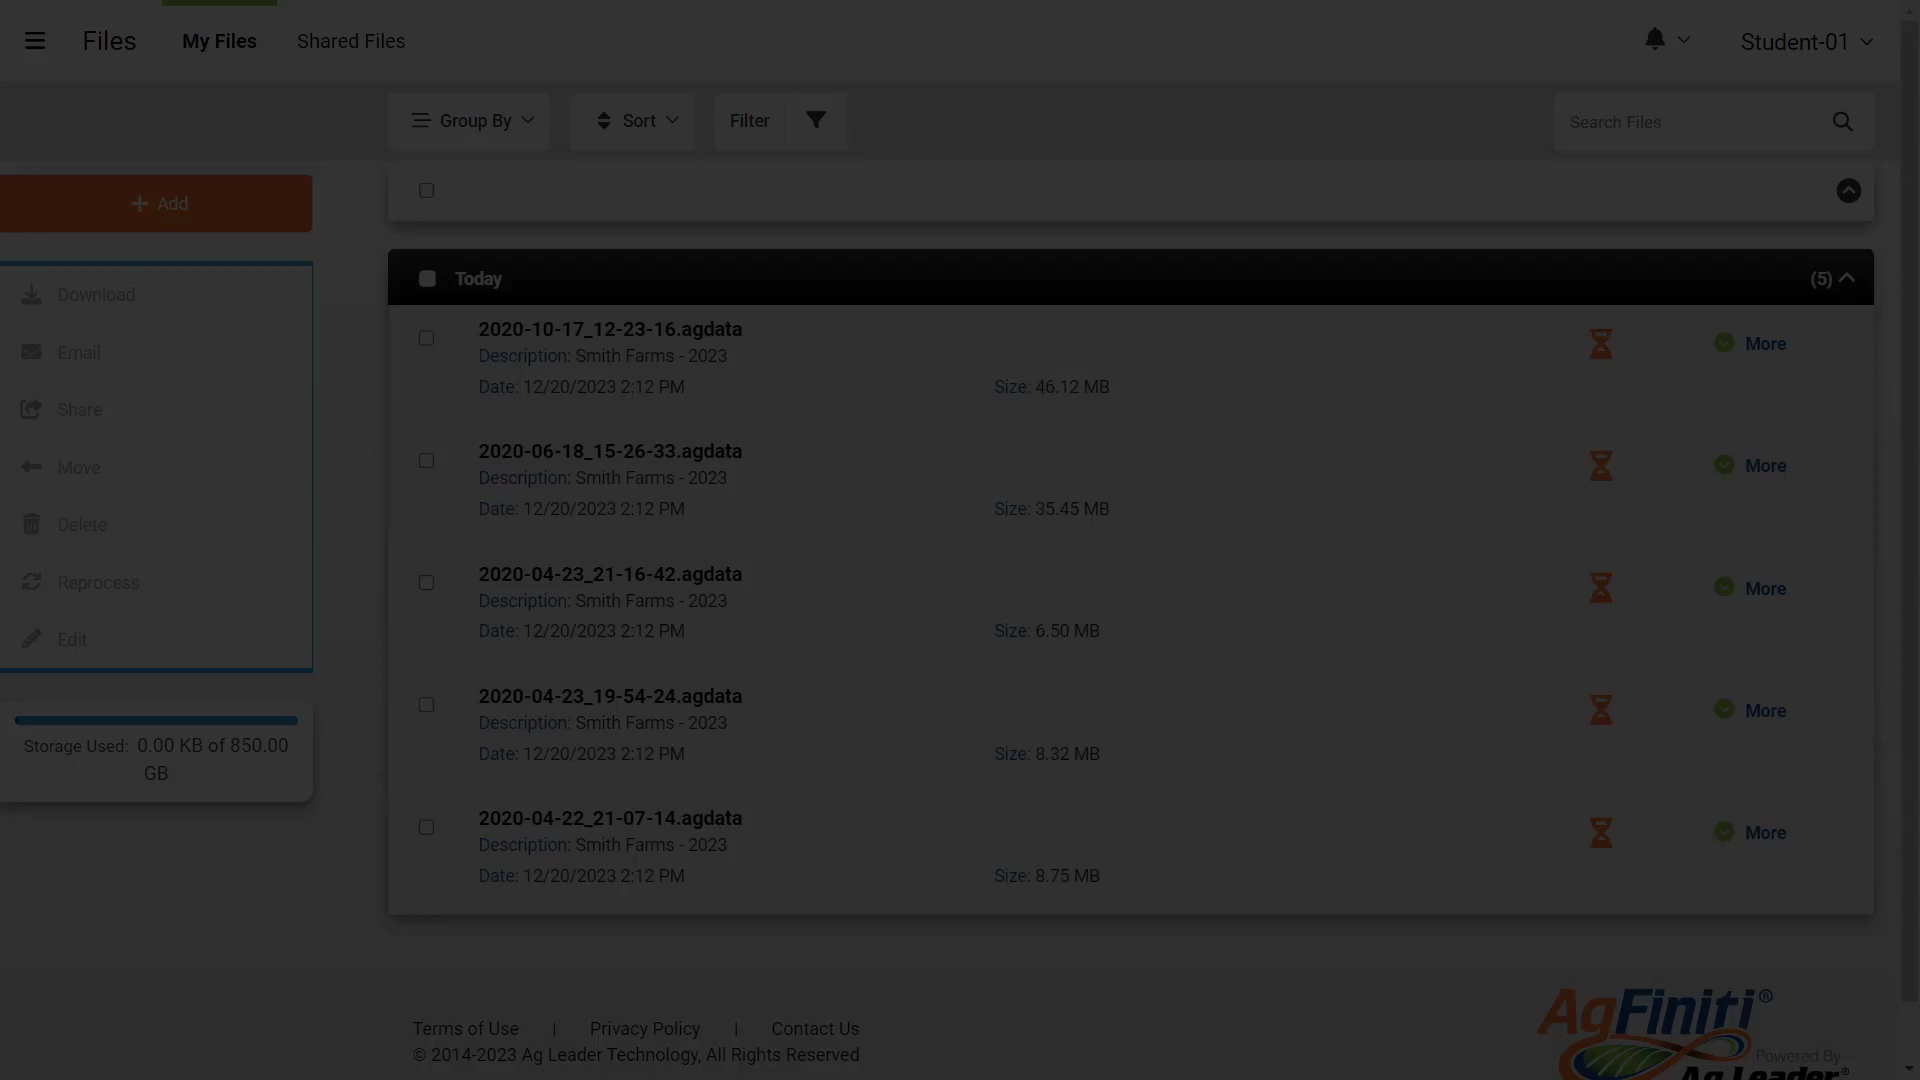 Files
My Files
Shared Files
Student-01
Group By
Sort
Filter
Search Files
Add
Today
(5)
Download
Email
Share
Move
Delete
Reprocess
Edit
Storage Used: 0.00 KB of 850.00
GB
2020-10-17_12-23-16.agdata
Description: Smith Farms - 2023
Date: 12/20/2023 2:12 PM
Size: 46.12 MB
More
2020-06-18_15-26-33.agdata
Description: Smith Farms - 2023
Date: 12/20/2023 2:12 PM
Size: 35.45 MB
More
2020-04-23_21-16-42.agdata
Description: Smith Farms - 2023
Date: 12/20/2023 2:12 PM
Size: 6.50 MB
More
2020-04-23_19-54-24.agdata
Description: Smith Farms - 2023
Date: 12/20/2023 2:12 PM
Size: 8.32 MB
More
2020-04-22_21-07-14.agdata
Description: Smith Farms - 2023
Date: 12/20/2023 2:12 PM
Size: 8.75 MB
More
Terms of Use | Privacy Policy | Contact Us
© 2014-2023 Ag Leader Technology, All Rights Reserved
AgFiniti®
Powered By
Ag Leader®